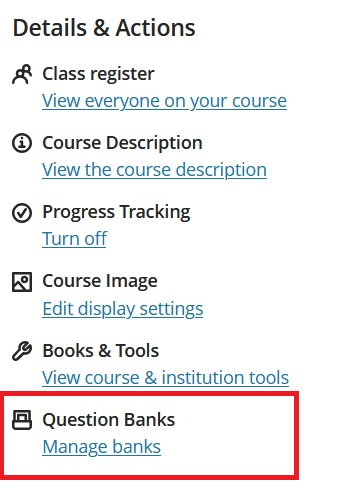 Details & Actions
Class register
View everyone on your course
Course Description
View the course description
Progress Tracking
Turn off
Course Image
Edit display settings
Books & Tools
View course & institution tools
Question Banks
Manage banks